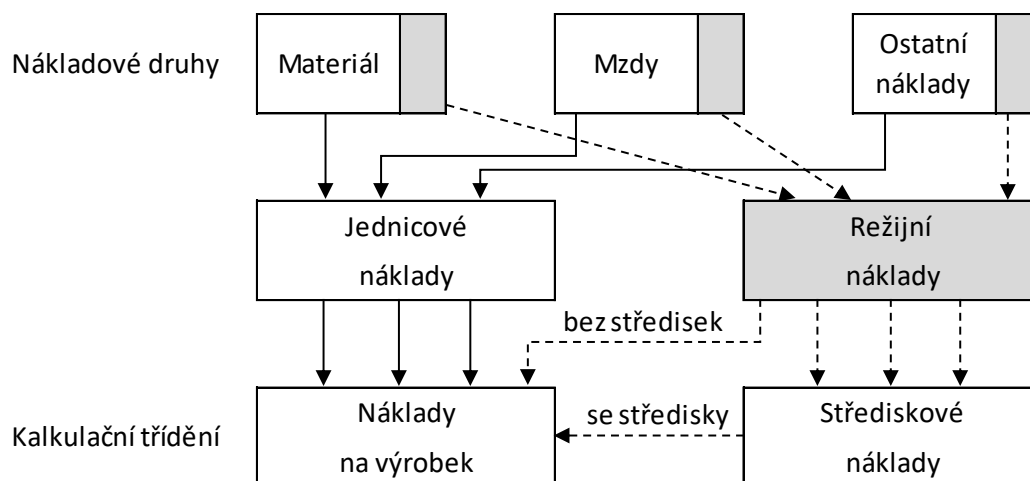 Nákladové druhy
Materiál
Mzdy
Ostatní
náklady
Jednicové
náklady
Režijní
náklady
bez středisek
se středisky
Kalkulační třídění
Náklady
na výrobek
Střediskové
náklady